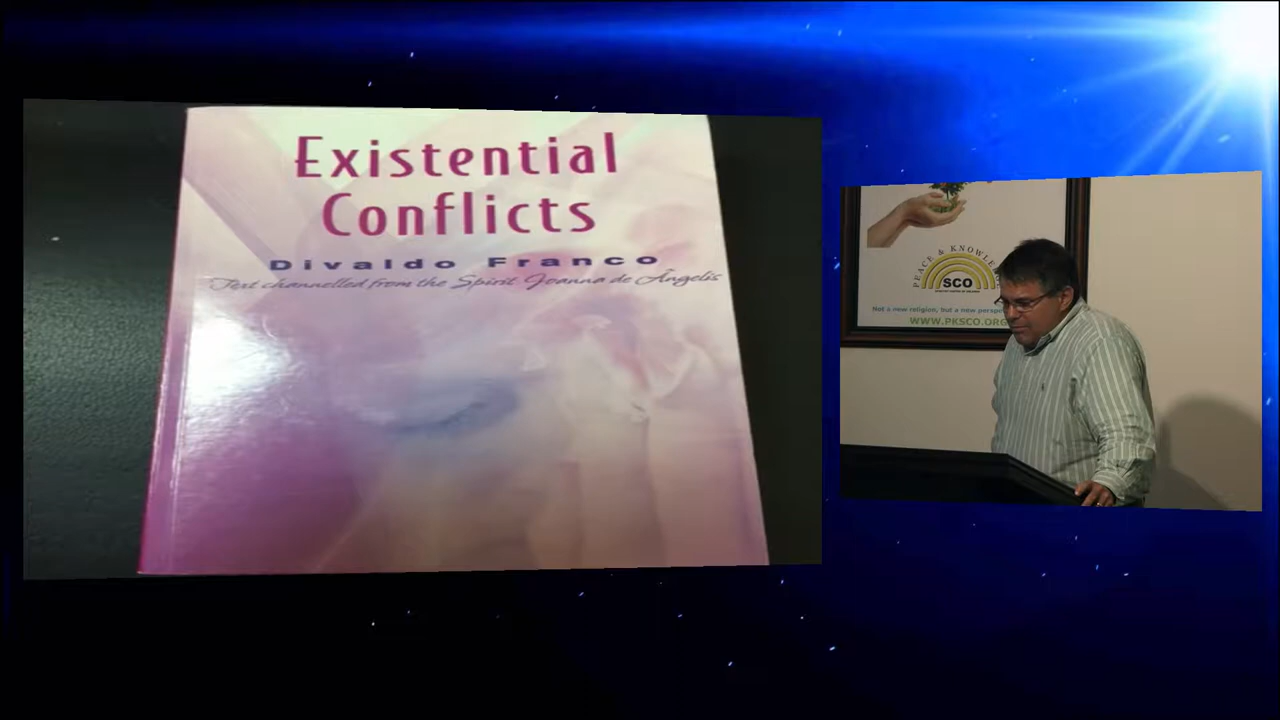 Existential
Conflicts
Divaldo Franco
Text channelled from the Spirit Joanna de Ângelis
PEACE & KNOWLE
SCO
Not a new religion, but a new perspe
WWW.PKSCO.ORG